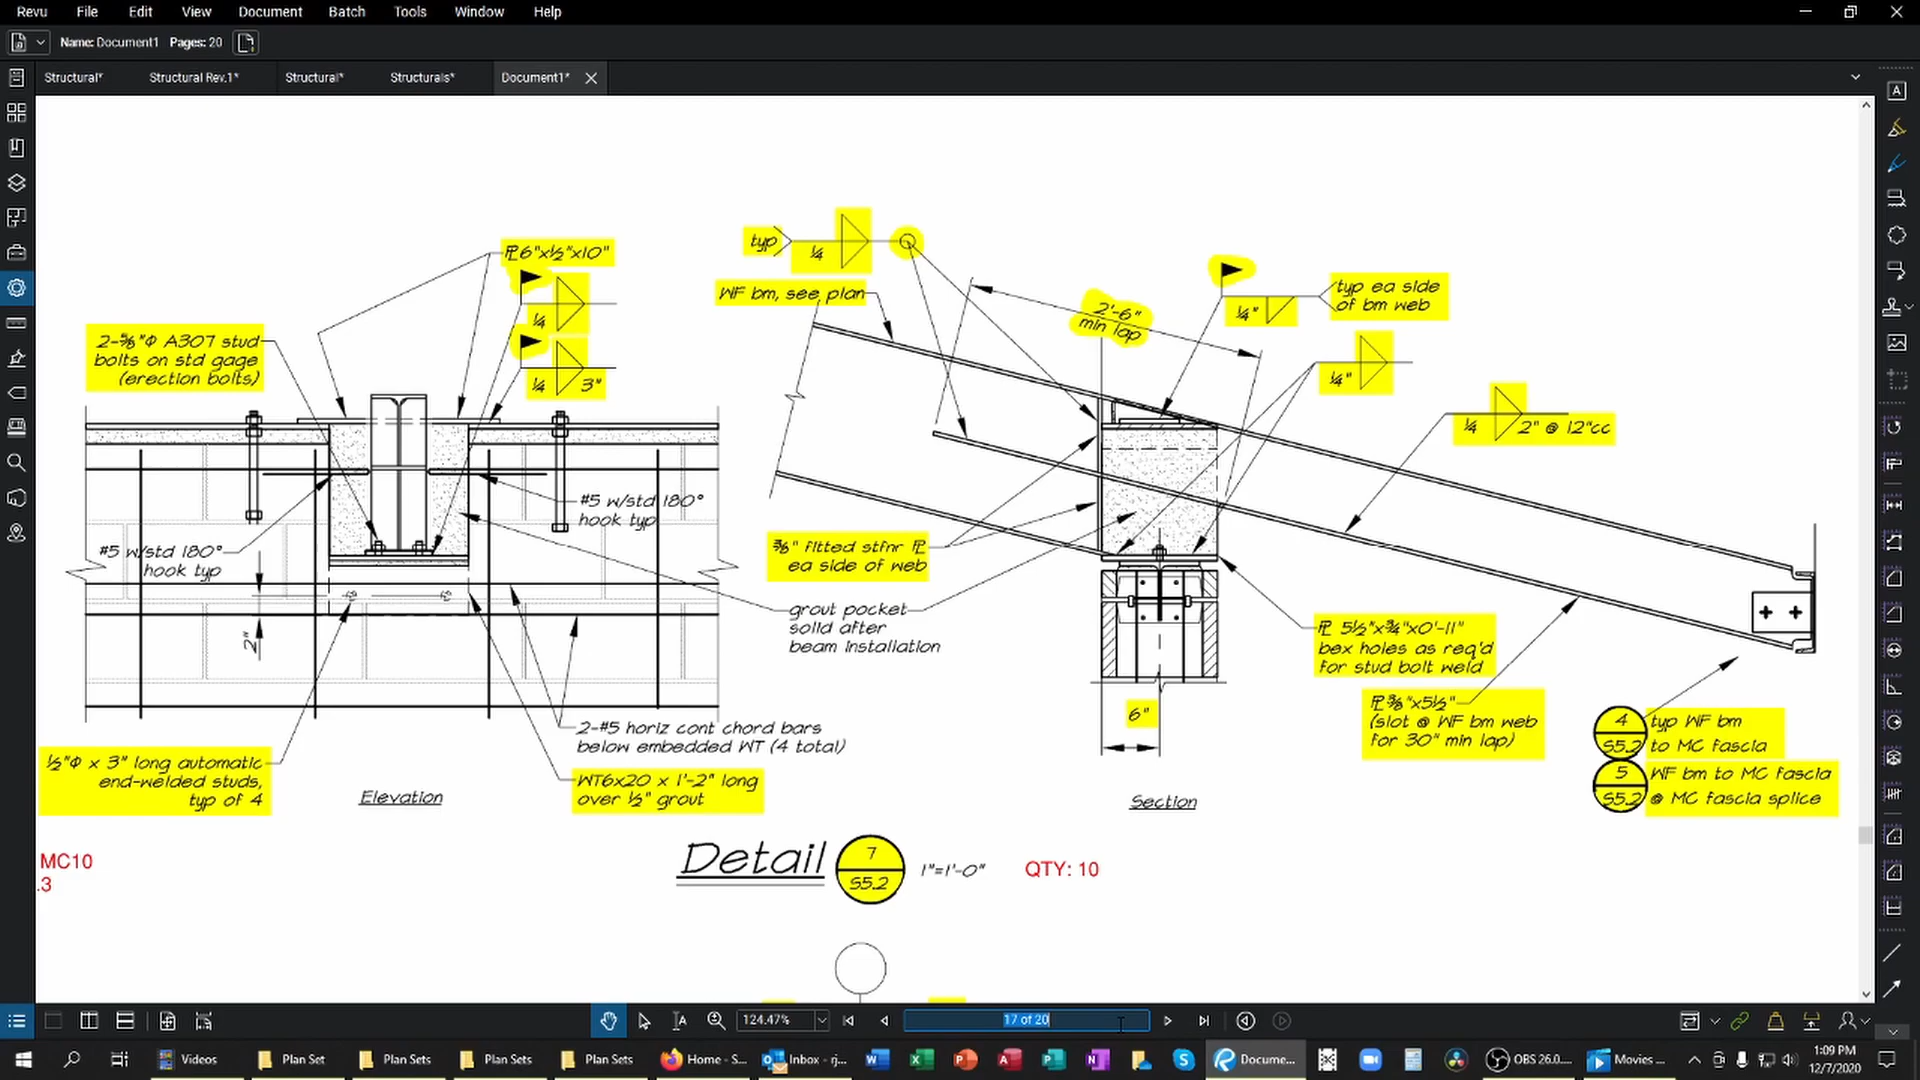 Revu File Edit View Document Batch Tools Window Help
Name: Document1 Pages: 20
Structural* Structural Rev.1* Structural* Structurals* Document1*
℄6"x½"x10"
¼
¼ 3"
2-⅝"Φ A307 stud
bolts on std gage
(erection bolts)
#5 w/std 180°
hook typ
#5 w/std 180°
hook typ
2"
½"Φ x 3" long automatic
end-welded studs,
typ of 4
2-#5 horiz cont chord bars
below embedded WT (4 total)
WT6x20 x 1'-2" long
over ½" grout
Elevation
typ ¼
WF bm, see plan
2'-6"
min lap
¼"
typ ea side
of bm web
¼"
¼ 2" @ 12"cc
⅜" fitted stfnr PL
ea side of web
grout pocket
solid after
beam installation
6"
PL 5½"x¾"x0'-11"
bex holes as req'd
for stud bolt weld
PL ⅜"x5½"
(slot @ WF bm web
for 30" min lap)
4
S5.2
typ WF bm
to MC fascia
5
S5.2
WF bm to MC fascia
@ MC fascia splice
Section
Detail 7
S5.2
1"=1'-0"
QTY: 10
MC10
.3
124.47% 17 of 20
Videos Plan Set Plan Sets Plan Sets Plan Sets Home - S... Inbox - rj... Docume... OBS 26.0.... Movies ...
1:09 PM
12/7/2020